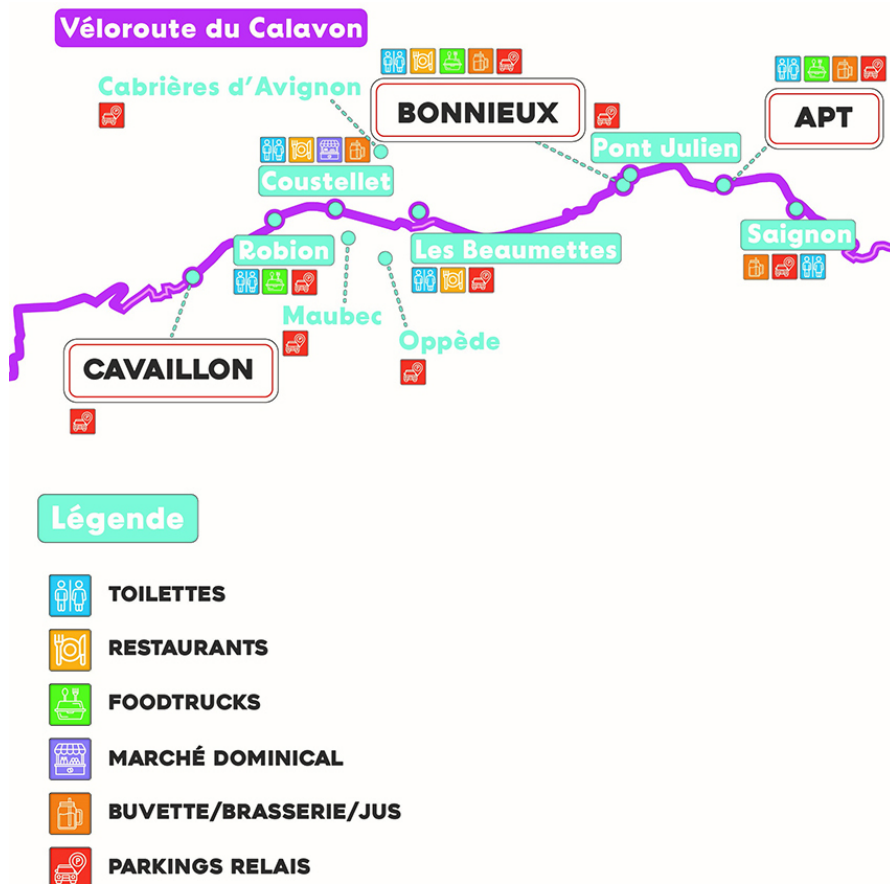 Véloroute du Calavon
Cabrières d'Avignon
BONNIEUX
APT
Pont Julien
Coustellet
Robion
Les Beaumettes
Saignon
Maubec
Oppède
CAVAILLON
Légende
TOILETTES
RESTAURANTS
FOODTRUCKS
MARCHÉ DOMINICAL
BUVETTE/BRASSERIE/JUS
PARKINGS RELAIS